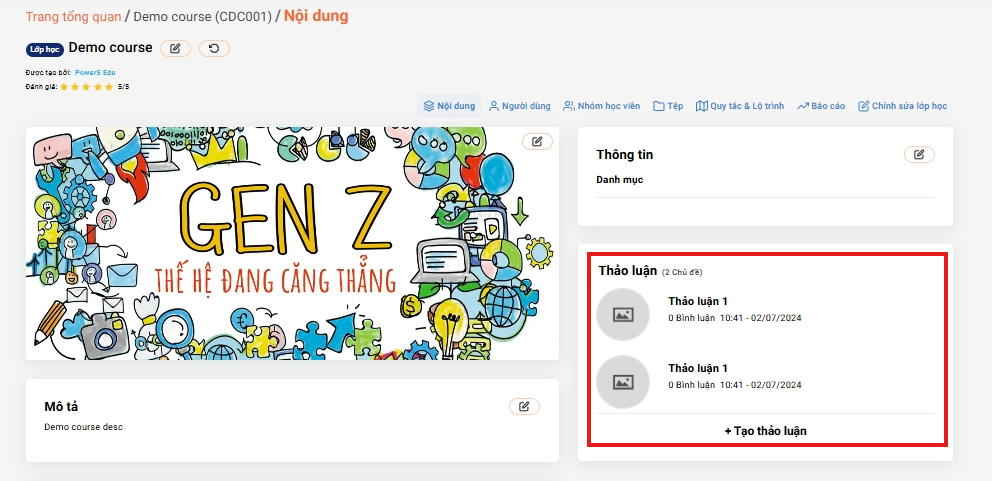 Trang tổng quan / Demo course (CDC001) / Nội dung
Lớp học Demo course
Được tạo bởi: PowerS Edu
Đánh giá: 5/5
Nội dung Người dùng Nhóm học viên Tệp Quy tắc & Lộ trình Báo cáo Chỉnh sửa lớp học
GEN Z
THẾ HỆ ĐANG CĂNG THẲNG
Thông tin
Danh mục
Thảo luận (2 Chủ đề)
Thảo luận 1
0 Bình luận 10:41 - 02/07/2024
Thảo luận 1
0 Bình luận 10:41 - 02/07/2024
+ Tạo thảo luận
Mô tả
Demo course desc